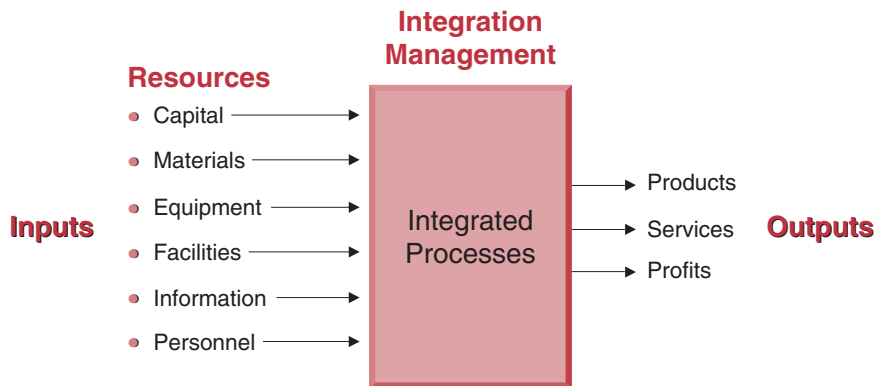 Integration
Management
Resources
Capital
Materials
Equipment
Facilities
Information
Personnel
Inputs
Integrated
Processes
Products
Services
Profits
Outputs